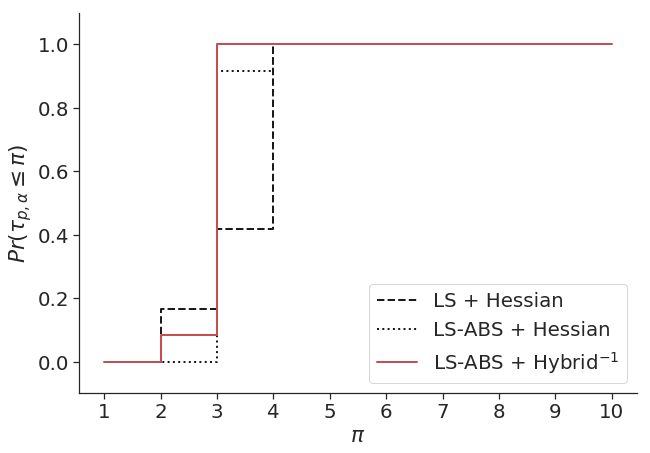 1.0
0.8
0.6
0.4
0.2
0.0
Pr(τp,α ≤ π)
LS + Hessian
LS-ABS + Hessian
LS-ABS + Hybrid⁻¹
1 2 3 4 5 6 7 8 9 10
π